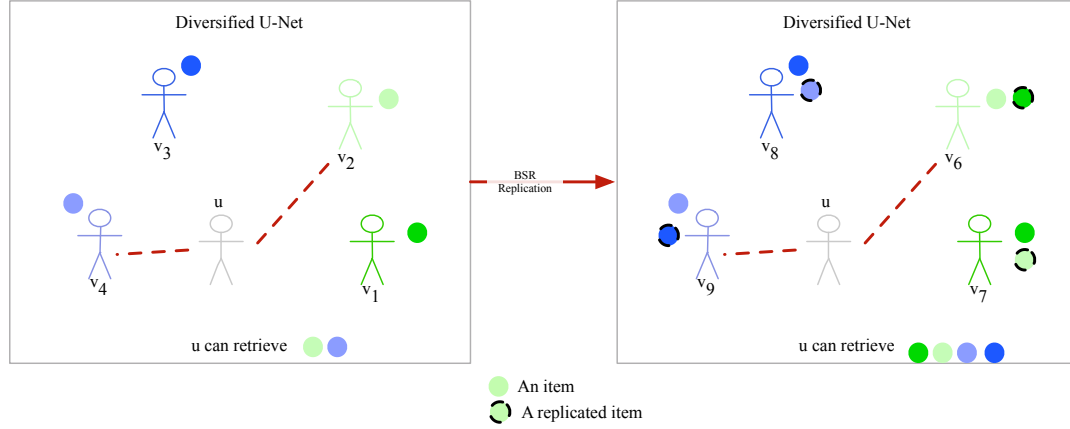 Diversified U-Net
v3
v2
u
v4
v1
u can retrieve
BSR
Replication
Diversified U-Net
v8
v6
u
v9
v7
u can retrieve
An item
A replicated item